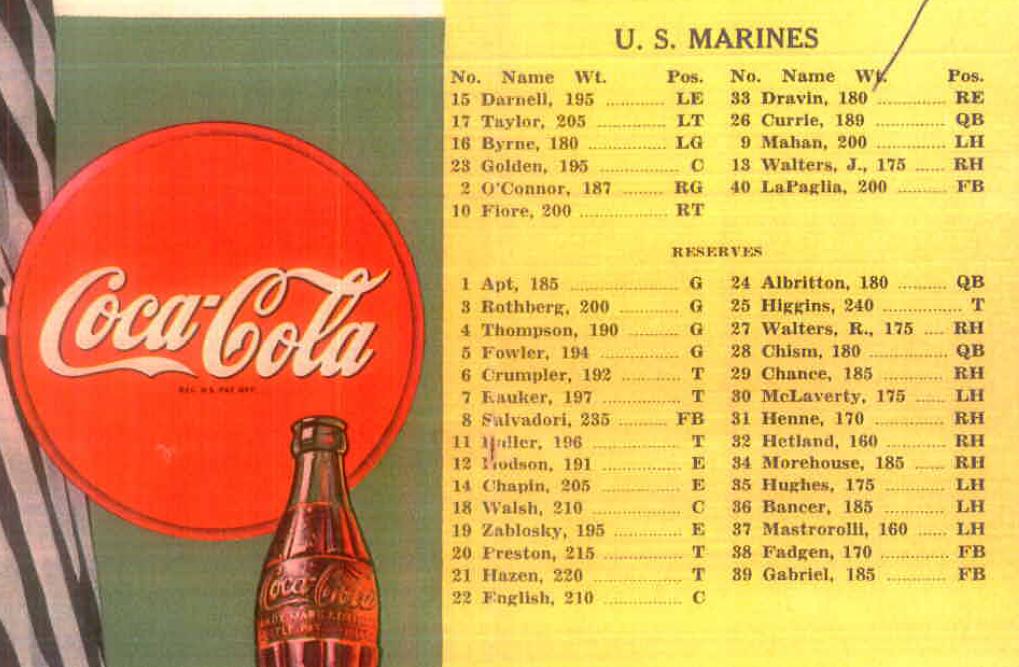 Coca-Cola
REG. U.S. PAT. OFF.
Coca-Cola
U. S. MARINES
No. Name Wt. Pos. No. Name Wt. Pos.
15 Darnell, 195 ............ LE 33 Dravin, 180 ............ RE
17 Taylor, 205 ............ LT 26 Currie, 189 ............ QB
16 Byrne, 180 ............ LG 9 Mahan, 200 ............ LH
23 Golden, 195 ............ C 13 Walters, J., 175 ...... RH
2 O'Connor, 187 ........ RG 40 LaPaglia, 200 .......... FB
10 Fiore, 200 ............ RT
RESERVES
1 Apt, 185 ............ G 24 Albritton, 180 .......... QB
3 Rothberg, 200 ........ G 25 Higgins, 240 ............ T
4 Thompson, 190 ........ G 27 Walters, R., 175 .... RH
5 Fowler, 194 ............ G 28 Chism, 180 ............ QB
6 Crumpler, 192 ............ T 29 Chance, 185 ............ RH
7 Kauker, 197 ............ T 30 McLaverty, 175 ...... LH
8 Salvadori, 235 ........ FB 31 Henne, 170 ............ RH
11 196 ............ T 32 Hetland, 160 ............ RH
12 Hodson, 191 ............ E 34 Morehouse, 185 ...... RH
14 Chapin, 205 ............ E 35 Hughes, 175 ............ LH
18 Walsh, 210 ............ C 36 Bancer, 185 ............ LH
19 Zablosky, 195 ............ E 37 Mastrorolli, 160 ...... LH
20 Preston, 215 ............ T 38 Fadgen, 170 ............ FB
21 Hazen, 220 ............ T 39 Gabriel, 185 ............ FB
22 English, 210 ............ C